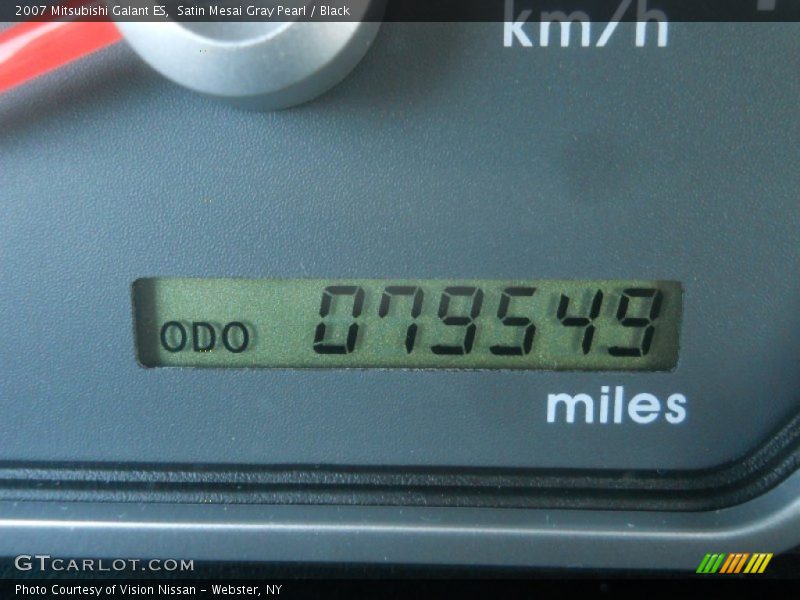 2007 Mitsubishi Galant ES, Satin Mesai Gray Pearl / Black
km/h
ODO 079549
miles
GTCARLOT.COM
Photo Courtesy of Vision Nissan - Webster, NY